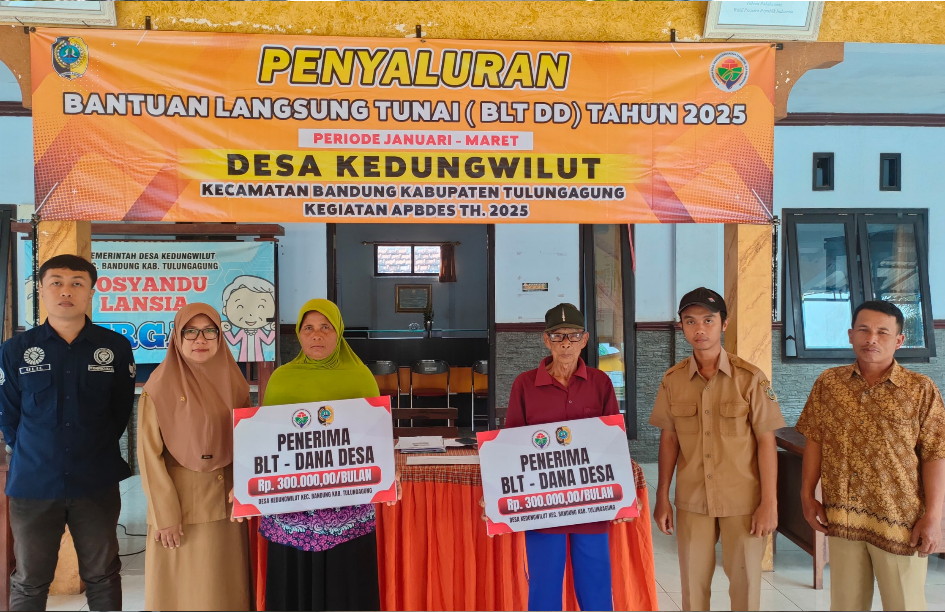 PENYALURAN
BANTUAN LANGSUNG TUNAI ( BLT DD) TAHUN 2025
PERIODE JANUARI - MARET
DESA KEDUNGWILUT
KECAMATAN BANDUNG KABUPATEN TULUNGAGUNG
KEGIATAN APBDES TH. 2025
PEMERINTAH DESA KEDUNGWILUT
BANDUNG KAB. TULUNGAGUNG
POSYANDU
LANSIA
PENERIMA
BLT - DANA DESA
Rp. 300.000,00/BULAN
DESA KEDUNGWILUT KEC. BANDUNG KAB. TULUNGAGUNG
PENERIMA
BLT - DANA DESA
Rp. 300.000,00/BULAN
DESA KEDUNGWILUT KEC. BANDUNG KAB. TULUNGAGUNG